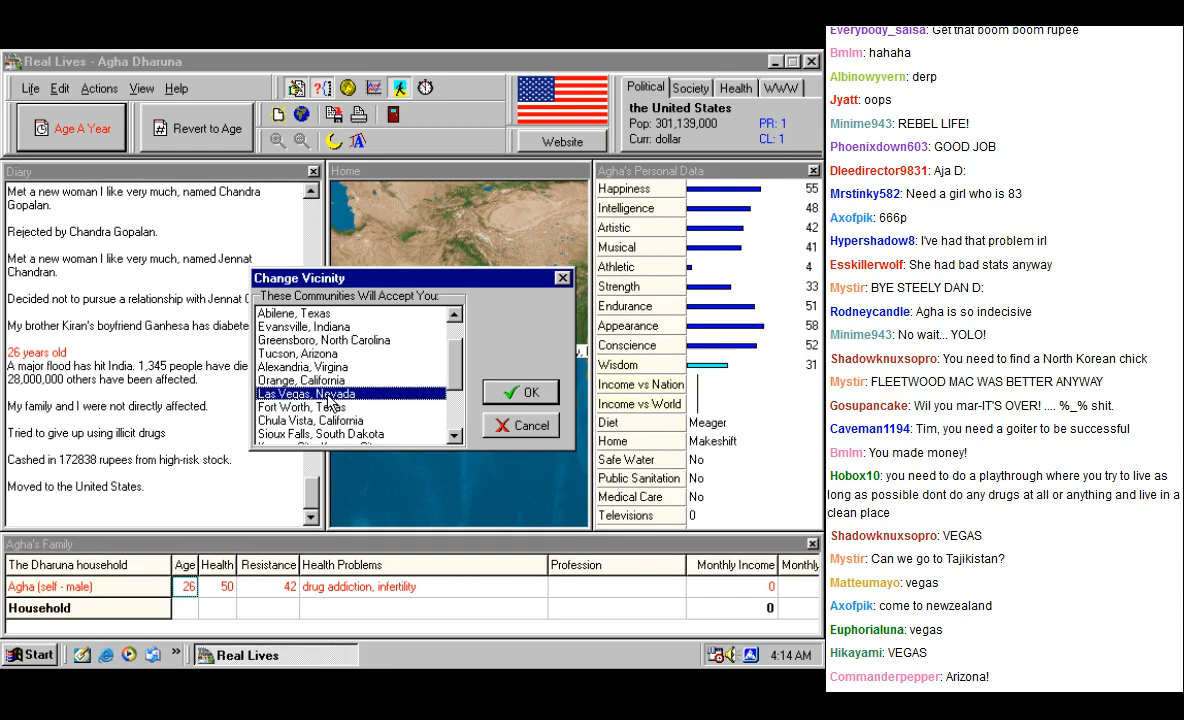 Real Lives - Agha Dharuna
Life Edit Actions View Help
Age A Year
Revert to Age
Website
Political Society Health WWW
the United States
Pop: 301,139,000 PR: 1
Curr: dollar CL: 1
Diary
Met a new woman I like very much, named Chandra
Gopalan.
Rejected by Chandra Gopalan.
Met a new woman I like very much, named Jennat
Chandran.
Decided not to pursue a relationship with Jennat C
My brother Kiran's boyfriend Ganhesa has diabete
26 years old
A major flood has hit India. 1,345 people have die
28,000,000 others have been affected.
My family and I were not directly affected.
Tried to give up using illicit drugs
Cashed in 172838 rupees from high-risk stock.
Moved to the United States.
Home
Change Vicinity
These Communities Will Accept You:
Abilene, Texas
Evansville, Indiana
Greensboro, North Carolina
Tucson, Arizona
Alexandria, Virgina
Orange, California
Las Vegas, Nevada
Fort Worth, Texas
Chula Vista, California
Sioux Falls, South Dakota
OK
Cancel
Agha's Personal Data
Happiness 55
Intelligence 48
Artistic 42
Musical 41
Athletic 4
Strength 33
Endurance 51
Appearance 58
Conscience 52
Wisdom 31
Income vs Nation
Income vs World
Diet Meager
Home Makeshift
Safe Water No
Public Sanitation No
Medical Care No
Televisions 0
Agha's Family
The Dharuna household Age Health Resistance Health Problems Profession Monthly Income Monthly
Agha (self - male) 26 50 42 drug addiction, infertility 0
Household 0
Start
Real Lives
4:14 AM
Everybody_salsa: Get that boom boom rupee
Bmlm: hahaha
Albinowyvern: derp
Jyatt: oops
Minime943: REBEL LIFE!
Phoenixdown603: GOOD JOB
Dleedirector9831: Aja D:
Mrstinky582: Need a girl who is 83
Axofpik: 666p
Hypershadow8: I've had that problem irl
Esskillerwolf: She had bad stats anyway
Mystir: BYE STEELY DAN D:
Rodneycandle: Agha is so indecisive
Minime943: No wait... YOLO!
Shadowknuxsopro: You need to find a North Korean chick
Mystir: FLEETWOOD MAC WAS BETTER ANYWAY
Gosupancake: Wil you mar-IT'S OVER! .... %_% shit.
Caveman1194: Tim, you need a goiter to be successful
Bmlm: You made money!
Hobox10: you need to do a playthrough where you try to live as
long as possible dont do any drugs at all or anything and live in a
clean place
Shadowknuxsopro: VEGAS
Mystir: Can we go to Tajikistan?
Matteumayo: vegas
Axofpik: come to newzealand
Euphorialuna: vegas
Hikayami: VEGAS
Commanderpepper: Arizona!